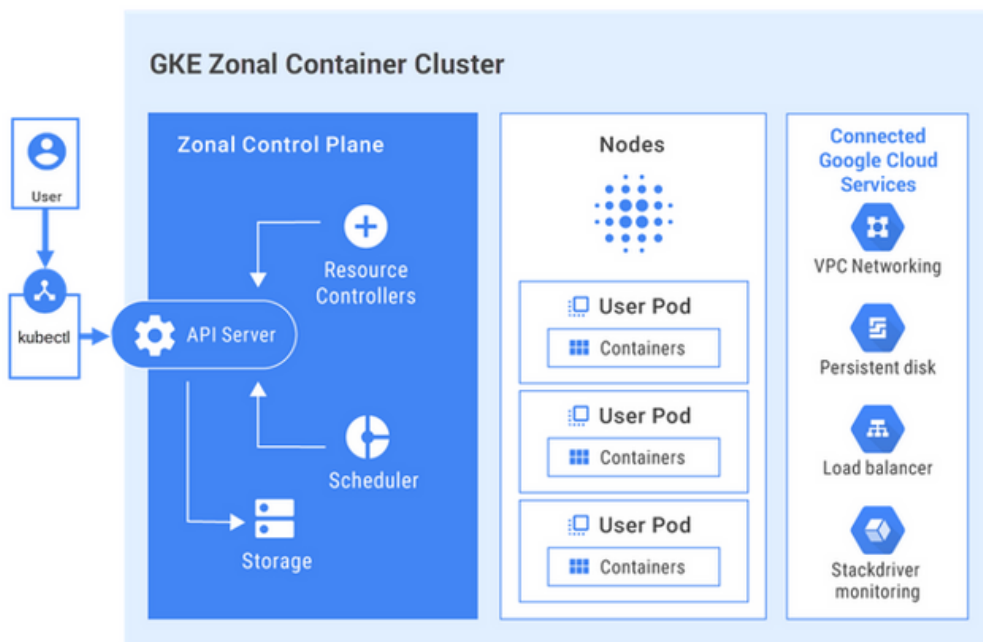 GKE Zonal Container Cluster
User
kubectl
Zonal Control Plane
Resource
Controllers
API Server
Scheduler
Storage
Nodes
User Pod
Containers
User Pod
Containers
User Pod
Containers
Connected
Google Cloud
Services
VPC Networking
Persistent disk
Load balancer
Stackdriver
monitoring